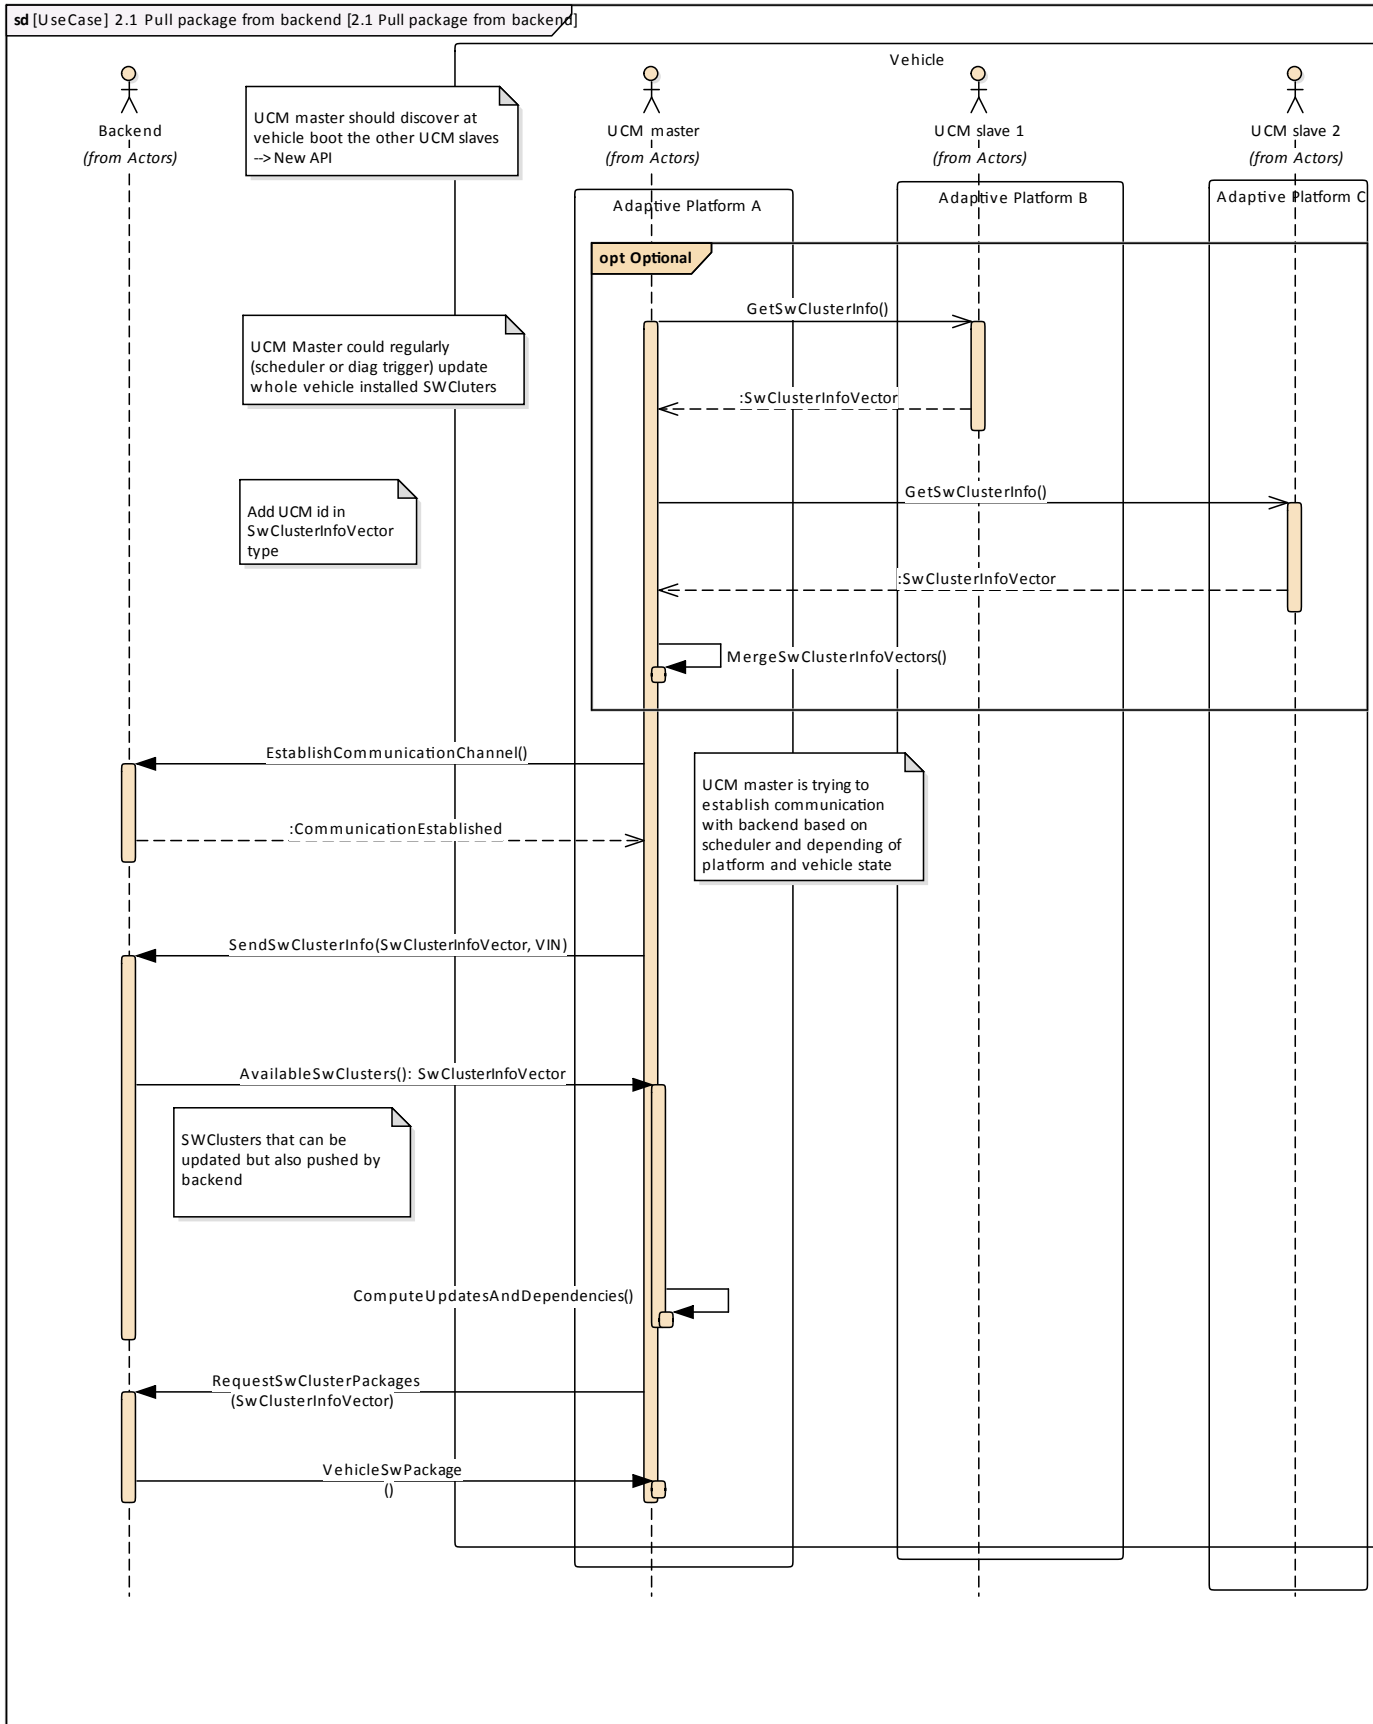 sd [UseCase] 2.1 Pull package from backend [2.1 Pull package from backend]
Vehicle
Backend
(from Actors)
UCM master should discover at
vehicle boot the other UCM slaves
--> New API
UCM master
(from Actors)
UCM slave 1
(from Actors)
UCM slave 2
(from Actors)
Adaptive Platform A
Adaptive Platform B
Adaptive Platform C
opt Optional
GetSwClusterInfo()
UCM Master could regularly
(scheduler or diag trigger) update
whole vehicle installed SWCluters
:SwClusterInfoVector
GetSwClusterInfo()
Add UCM id in
SwClusterInfoVector
type
:SwClusterInfoVector
MergeSwClusterInfoVectors()
EstablishCommunicationChannel()
UCM master is trying to
establish communication
with backend based on
scheduler and depending of
platform and vehicle state
:CommunicationEstablished
SendSwClusterInfo(SwClusterInfoVector, VIN)
AvailableSwClusters(): SwClusterInfoVector
SWClusters that can be
updated but also pushed by
backend
ComputeUpdatesAndDependencies()
RequestSwClusterPackages
(SwClusterInfoVector)
VehicleSwPackage
()